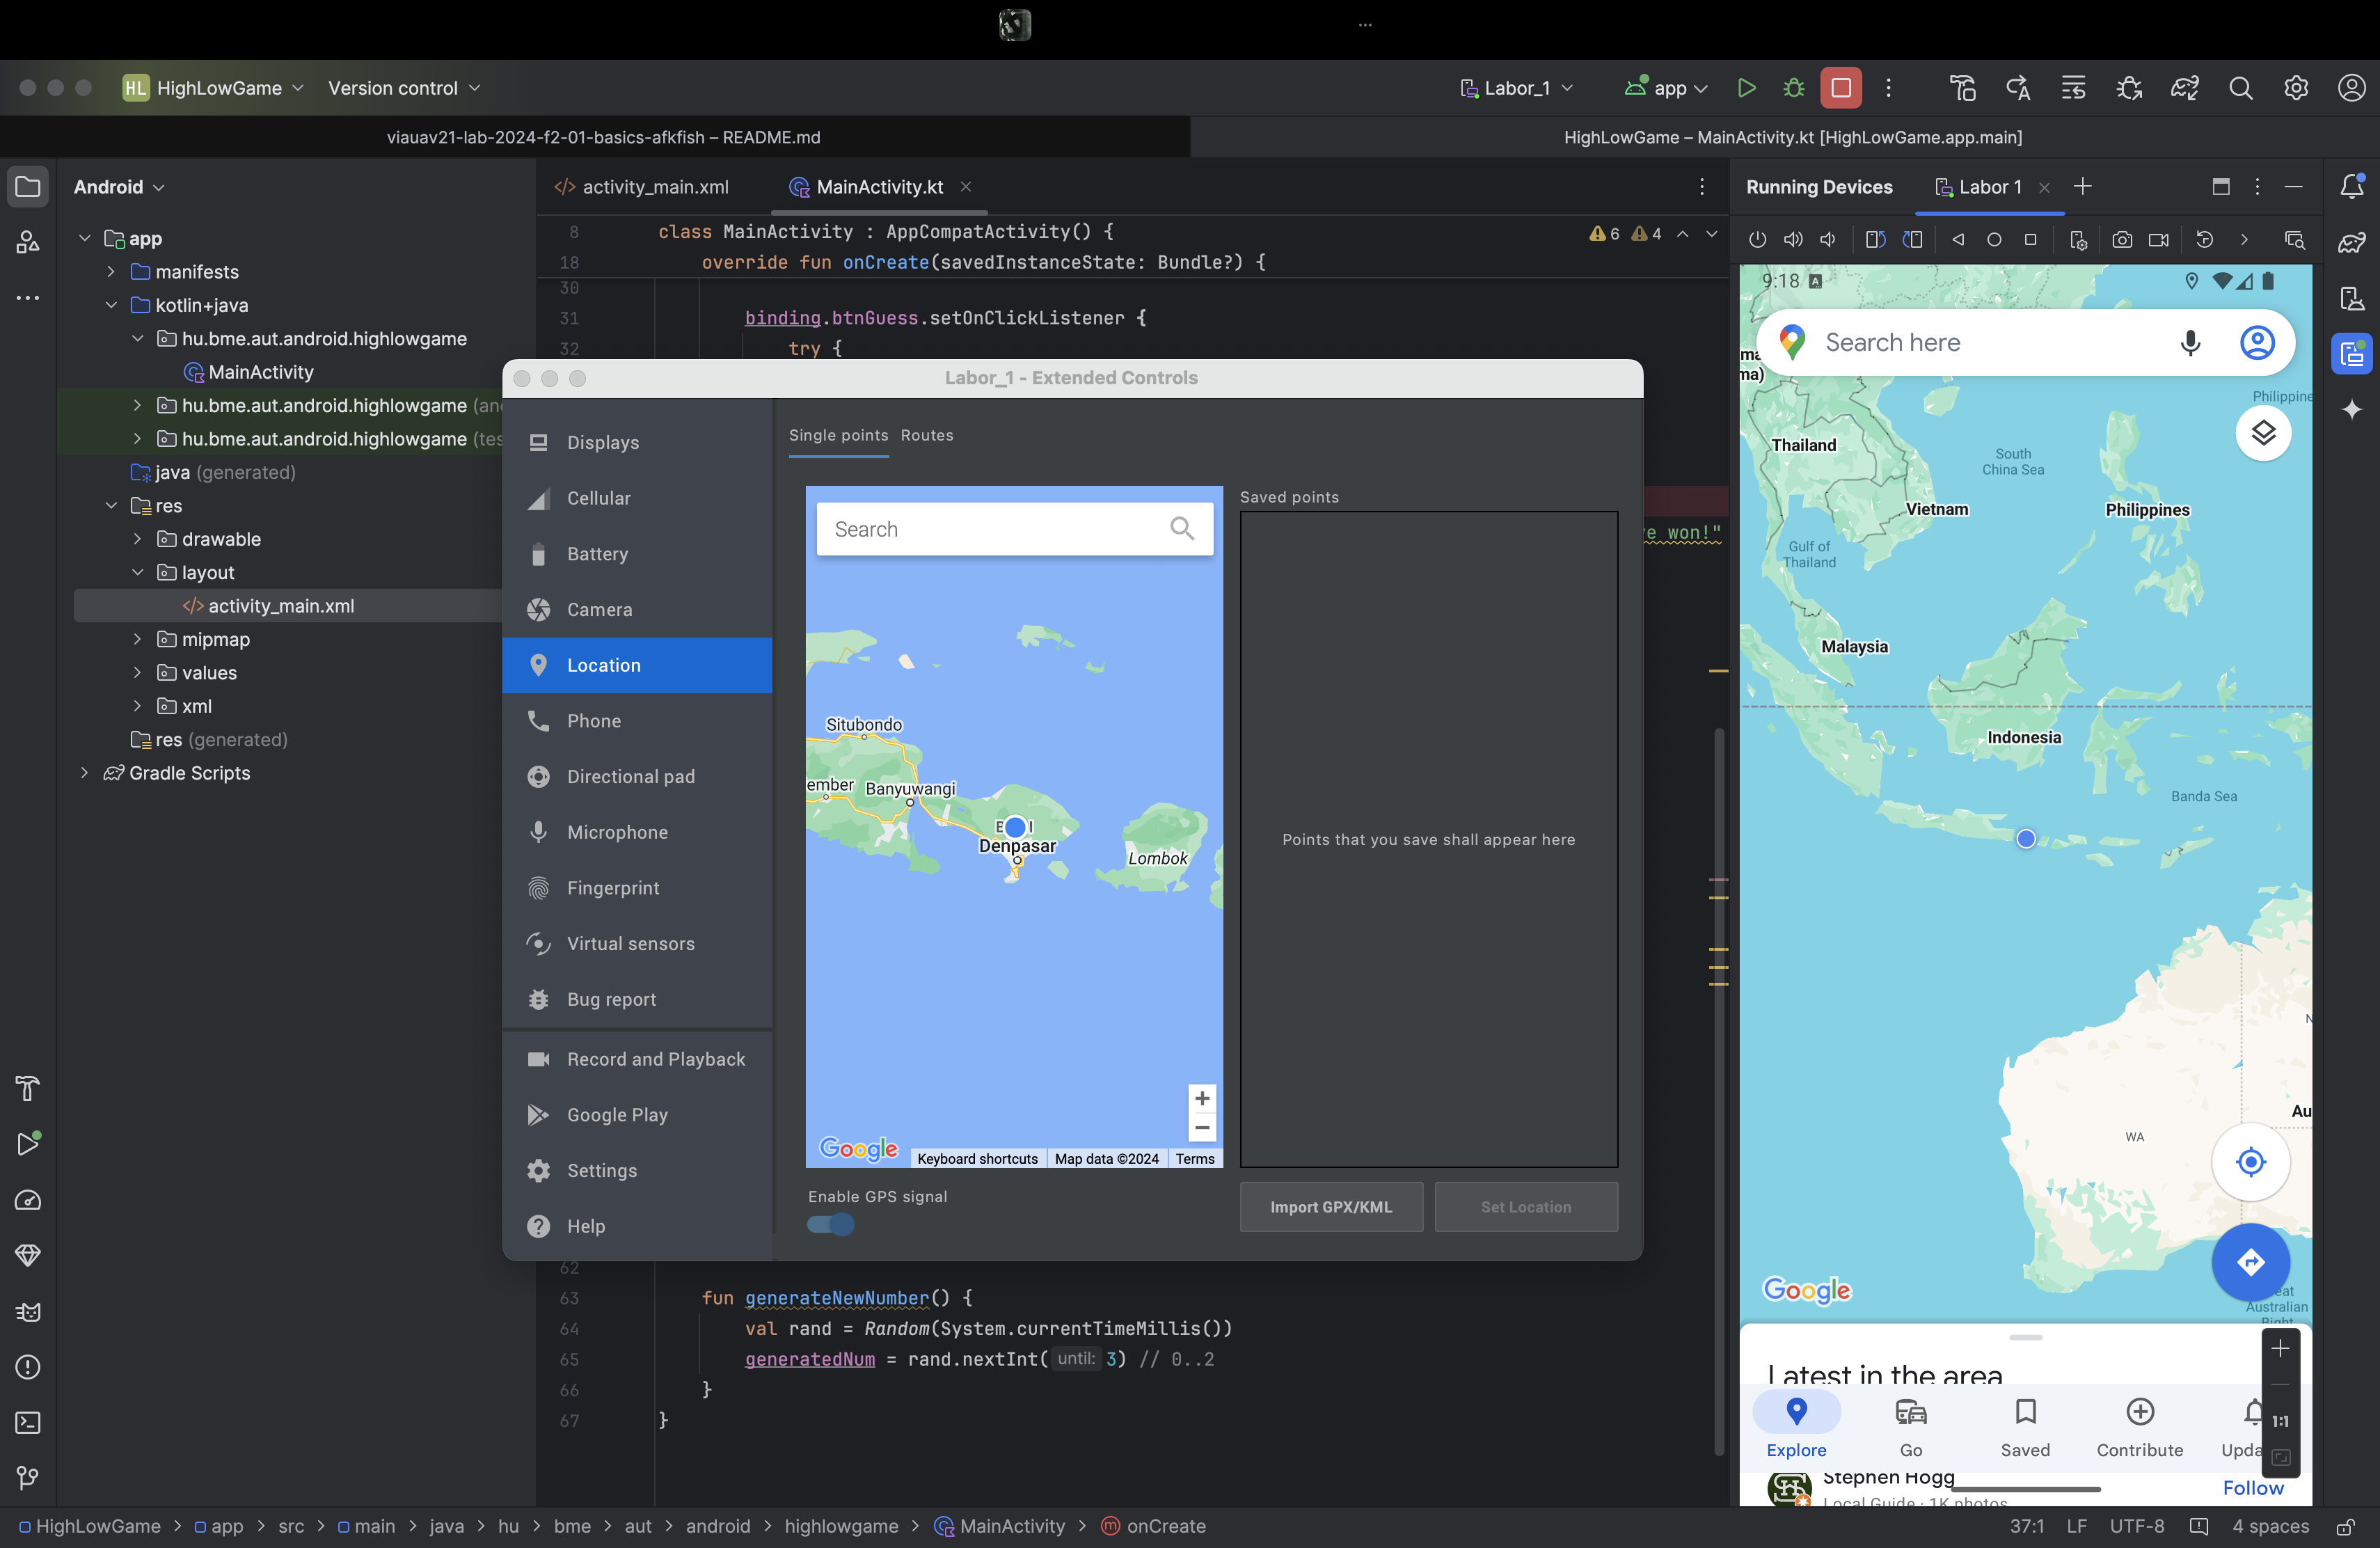 ...
HL HighLowGame
Version control
Labor_1
app
viauav21-lab-2024-f2-01-basics-afkfish – README.md
HighLowGame – MainActivity.kt [HighLowGame.app.main]
Android
app
manifests
kotlin+java
hu.bme.aut.android.highlowgame
MainActivity
hu.bme.aut.android.highlowgame (an
hu.bme.aut.android.highlowgame (tes
java (generated)
res
drawable
layout
activity_main.xml
mipmap
values
xml
res (generated)
Gradle Scripts
activity_main.xml
MainActivity.kt
8 class MainActivity : AppCompatActivity() {
6 4
18 override fun onCreate(savedInstanceState: Bundle?) {
30
31 binding.btnGuess.setOnClickListener {
32 try {
e won!"
62
63 fun generateNewNumber() {
64 val rand = Random(System.currentTimeMillis())
65 generatedNum = rand.nextInt( until: 3) // 0..2
66 }
67 }
Labor_1 - Extended Controls
Displays
Cellular
Battery
Camera
Location
Phone
Directional pad
Microphone
Fingerprint
Virtual sensors
Bug report
Record and Playback
Google Play
Settings
Help
Single points
Routes
Search
Situbondo
ember
Banyuwangi
Denpasar
Lombok
Google
Keyboard shortcuts
Map data ©2024
Terms
Enable GPS signal
Saved points
Points that you save shall appear here
Import GPX/KML
Set Location
Running Devices
Labor 1
9:18 A
Search here
ma
ma)
Philippine
Thailand
South
China Sea
Vietnam
Philippines
Gulf of
Thailand
Malaysia
Indonesia
Banda Sea
N
Au
WA
Google
eat
Australian
Bight
Latest in the area
1:1
Explore
Go
Saved
Contribute
Upda
Stephen Hogg
Local Guide · 1K photos
Follow
HighLowGame > app > src > main > java > hu > bme > aut > android > highlowgame > MainActivity > onCreate
37:1
LF
UTF-8
4 spaces